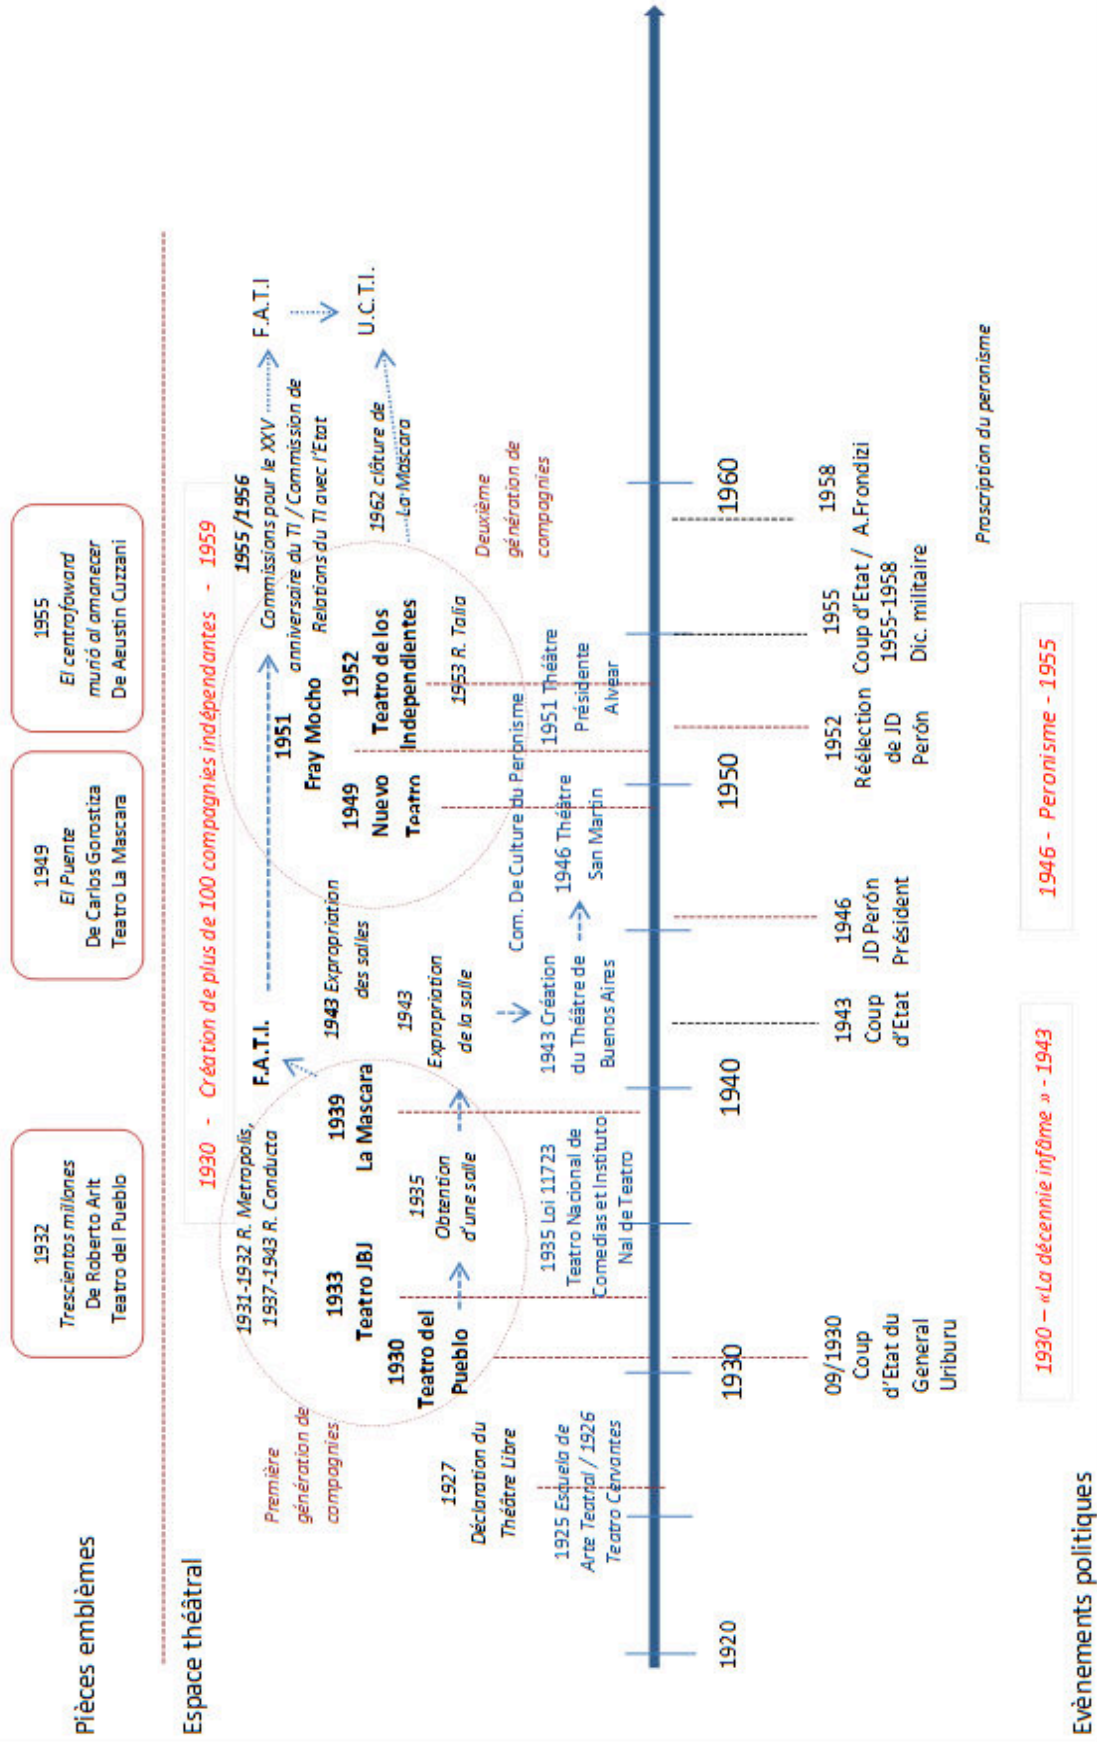 Pièces emblèmes
1932
Trescientos millones
De Roberto Arlt
Teatro del Pueblo
1949
El Puente
De Carlos Gorostiza
Teatro La Mascara
1955
El centrofoward
murió al amanecer
De Aeustin Cuzzani
Espace théâtral
1930 - Création de plus de 100 compagnies indépendantes - 1959
Première
génération de
compagnies
1931-1932 R. Metropolis,
1937-1943 R. Conducta
F.A.T.I.
1955 /1956
Commissions pour le XXV
anniversaire du TI / Commission de
Relations du TI avec l'Etat
F.A.T.I
U.C.T.I.
1933
Teatro JBJ
1939
La Mascara
1943 Expropriation
des salles
1951
Fray Mocho
1930
Teatro del
Pueblo
1935
Obtention
d'une salle
1943
Expropriation
de la salle
1949
Nuevo
Teatro
1952
Teatro de los
Independientes
1962 clôture de
La Mascara
1953 R. Talia
Deuxième
génération de
compagnies
1927
Déclaration du
Théâtre Libre
Com. De Culture du Peronisme
1925 Escuela de
Arte Teatral / 1926
Teatro Cervantes
1935 Loi 11723
Teatro Nacional de
Comedias et Instituto
Nal de Teatro
1943 Création
du Théâtre de
Buenos Aires
1946 Théâtre
San Martin
1951 Théâtre
Présidente
Alvear
1920
1930
1940
1950
1960
09/1930
Coup
d'Etat du
General
Uriburu
1943
Coup
d'Etat
1946
JD Perón
Président
1952
Réélection
de JD
Perón
1955
Coup d'Etat /
1955-1958
Dic. militaire
1958
A.Frondizi
Proscription du peronisme
1930 – «La décennie infâme » - 1943
1946 - Peronisme - 1955
Evènements politiques